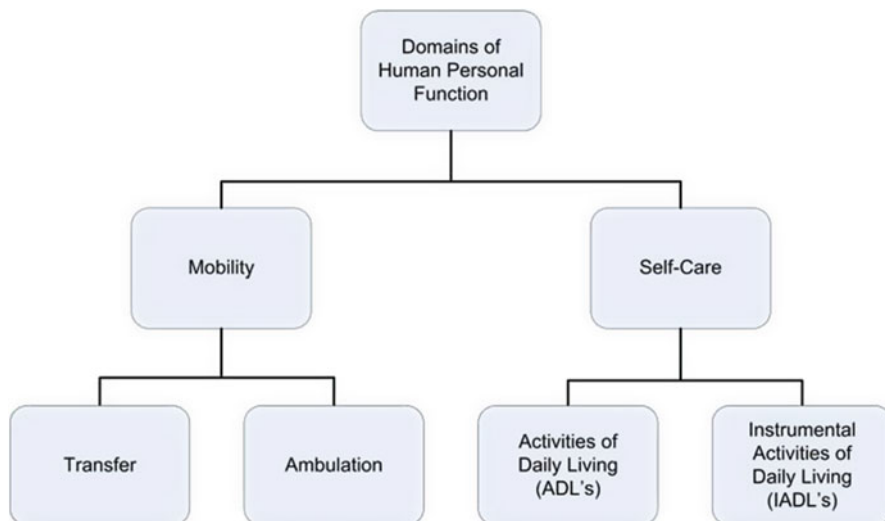 Domains of
Human Personal
Function
Mobility
Self-Care
Transfer
Ambulation
Activities of
Daily Living
(ADL's)
Instrumental
Activities of
Daily Living
(IADL's)